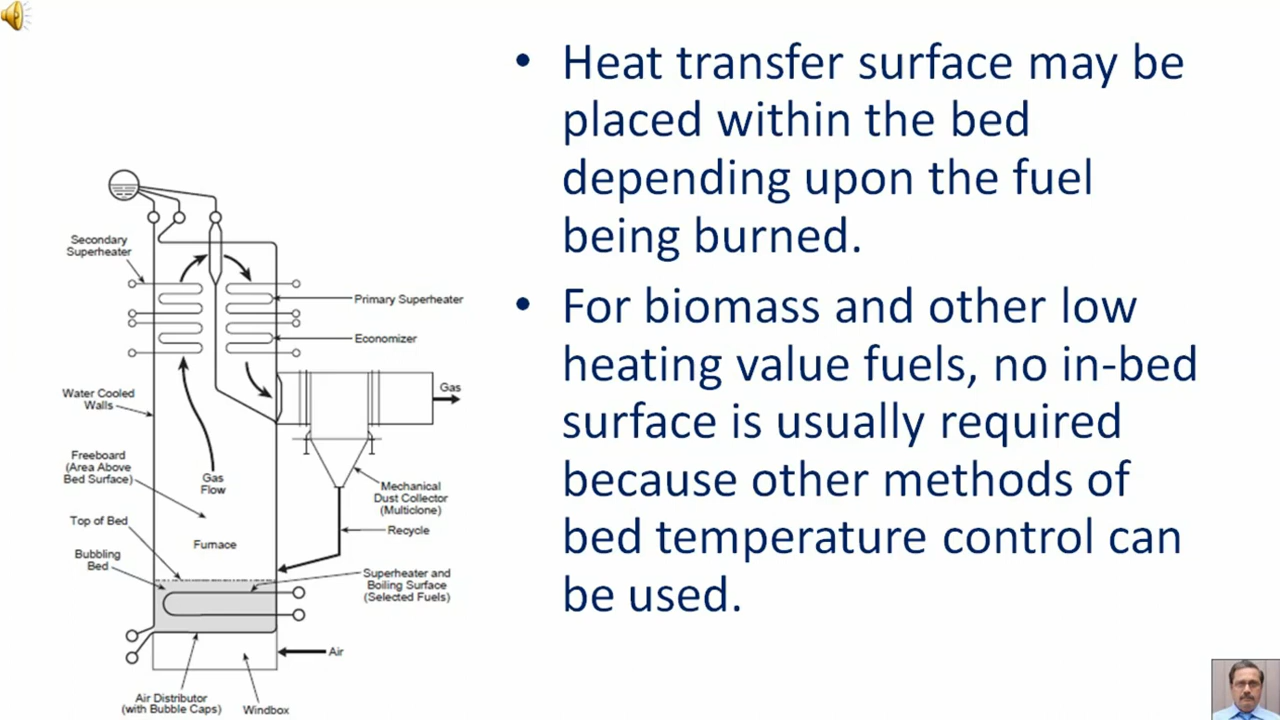 • Heat transfer surface may be
placed within the bed
depending upon the fuel
being burned.
• For biomass and other low
heating value fuels, no in-bed
surface is usually required
because other methods of
bed temperature control can
be used.
Secondary
Superheater
Primary Superheater
Economizer
Water Cooled
Walls
Gas
Freeboard
(Area Above
Bed Surface)
Gas
Flow
Mechanical
Dust Collector
(Multiclone)
Top of Bed
Recycle
Furnace
Bubbling
Bed
Superheater and
Boiling Surface
(Selected Fuels)
Air
Air Distributor
(with Bubble Caps)
Windbox